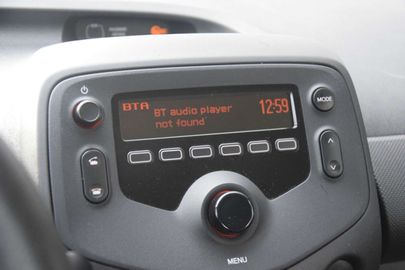 BTA
BT audio player
12:59
not found
MODE
MENU